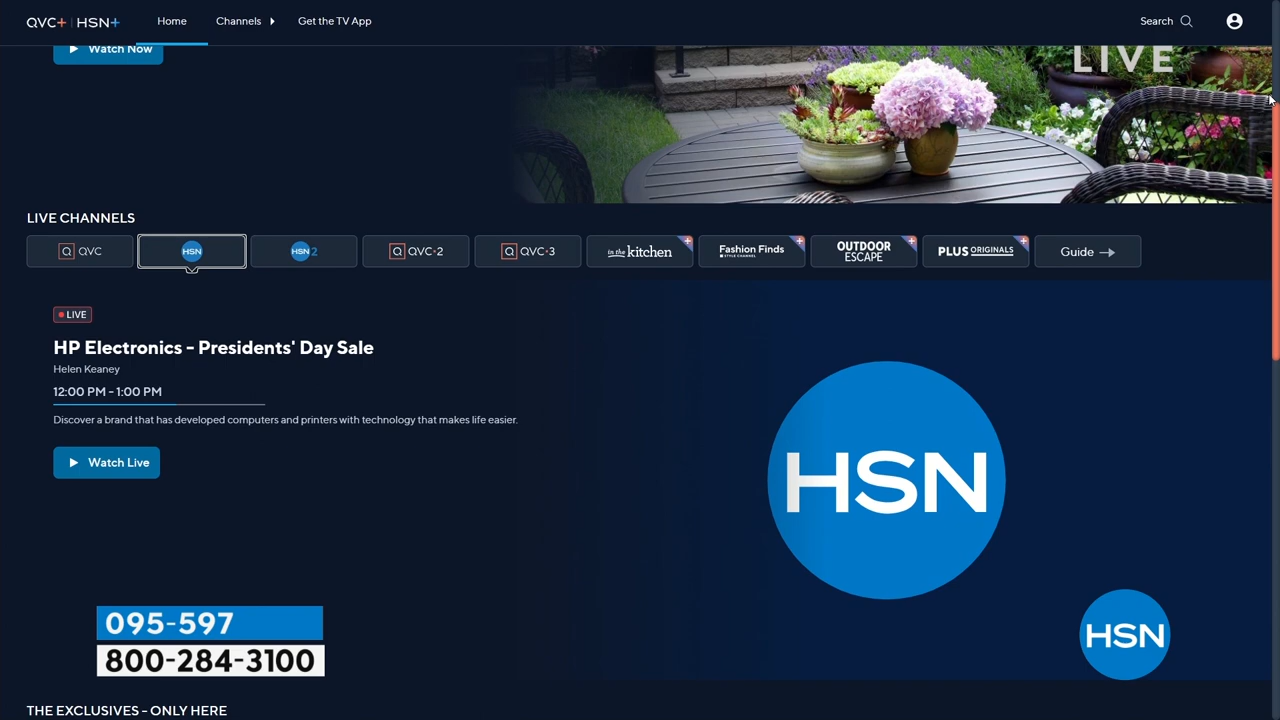 QVC+ | HSN+
Home
Channels
Get the TV App
Search
Watch Now
LIVE
LIVE CHANNELS
Q QVC
HSN
HSN 2
Q QVC•2
Q QVC•3
in the kitchen +
Fashion Finds
STYLE CHANNEL
+
OUTDOOR
ESCAPE
+
PLUS ORIGINALS +
Guide →
LIVE
HP Electronics - Presidents' Day Sale
Helen Keaney
12:00 PM - 1:00 PM
Discover a brand that has developed computers and printers with technology that makes life easier.
Watch Live
HSN
095-597
800-284-3100
HSN
THE EXCLUSIVES - ONLY HERE